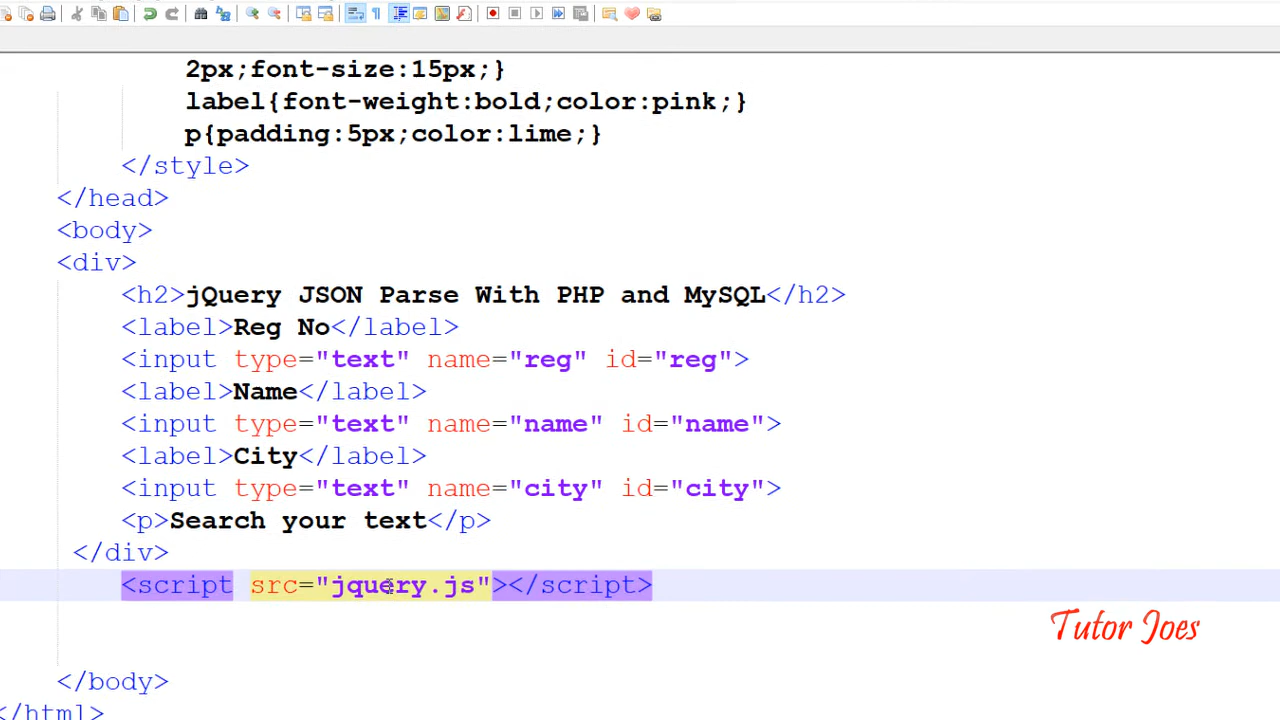 2px;font-size:15px;}
label{font-weight:bold;color:pink;}
p{padding:5px;color:lime;}
</style>
</head>
<body>
<div>
<h2>jQuery JSON Parse With PHP and MySQL</h2>
<label>Reg No</label>
<input type="text" name="reg" id="reg">
<label>Name</label>
<input type="text" name="name" id="name">
<label>City</label>
<input type="text" name="city" id="city">
<p>Search your text</p>
</div>
<script src="jquery.js"></script>
Tutor Joes
</body>
</html>